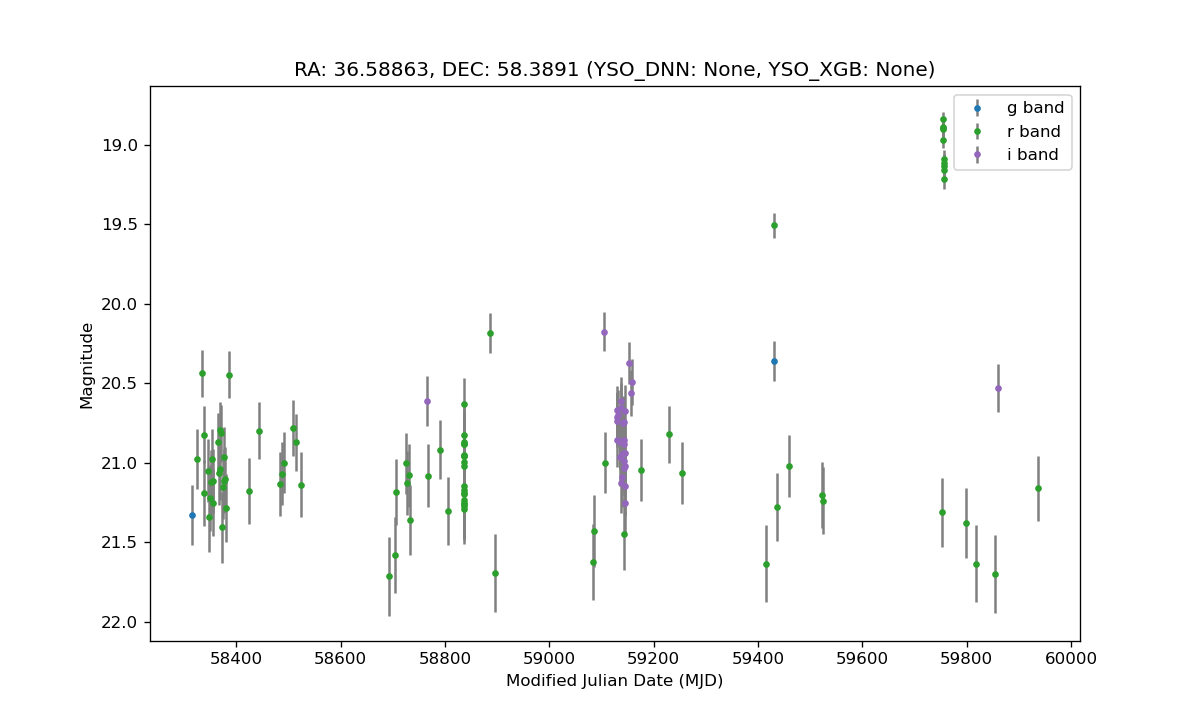 RA: 36.58863, DEC: 58.3891 (YSO_DNN: None, YSO_XGB: None)
g band
r band
i band
19.0
19.5
20.0
20.5
21.0
21.5
22.0
Magnitude
58400 58600 58800 59000 59200 59400 59600 59800 60000
Modified Julian Date (MJD)